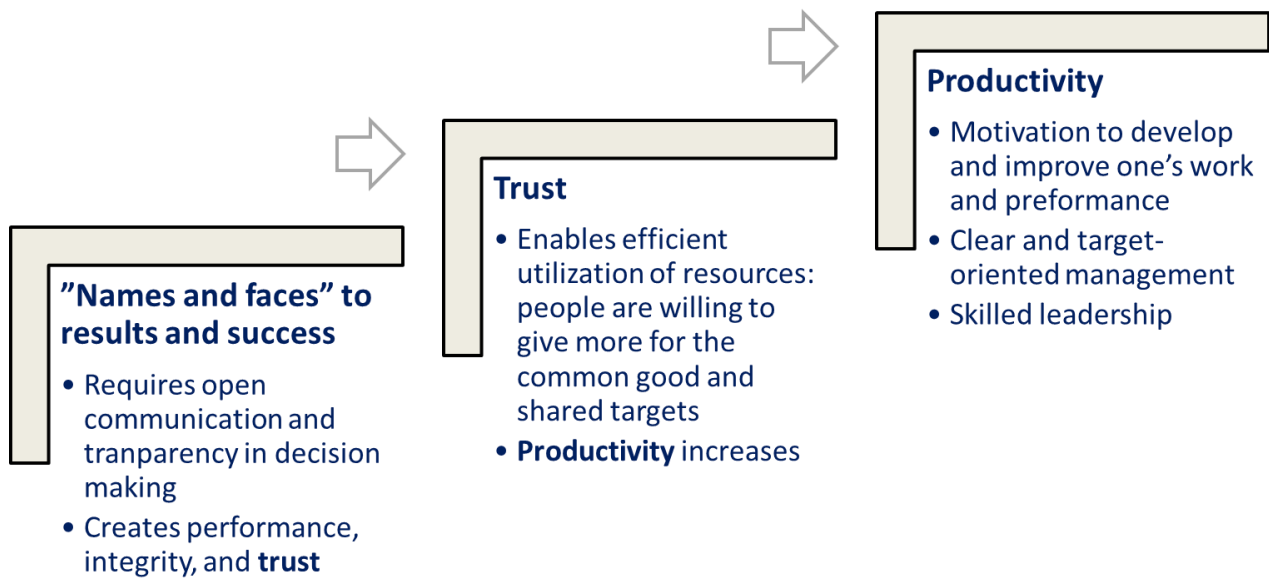 ”Names and faces” to
results and success
• Requires open
communication and
tranparency in decision
making
• Creates performance,
integrity, and trust
Trust
• Enables efficient
utilization of resources:
people are willing to
give more for the
common good and
shared targets
• Productivity increases
Productivity
• Motivation to develop
and improve one’s work
and preformance
• Clear and target-
oriented management
• Skilled leadership